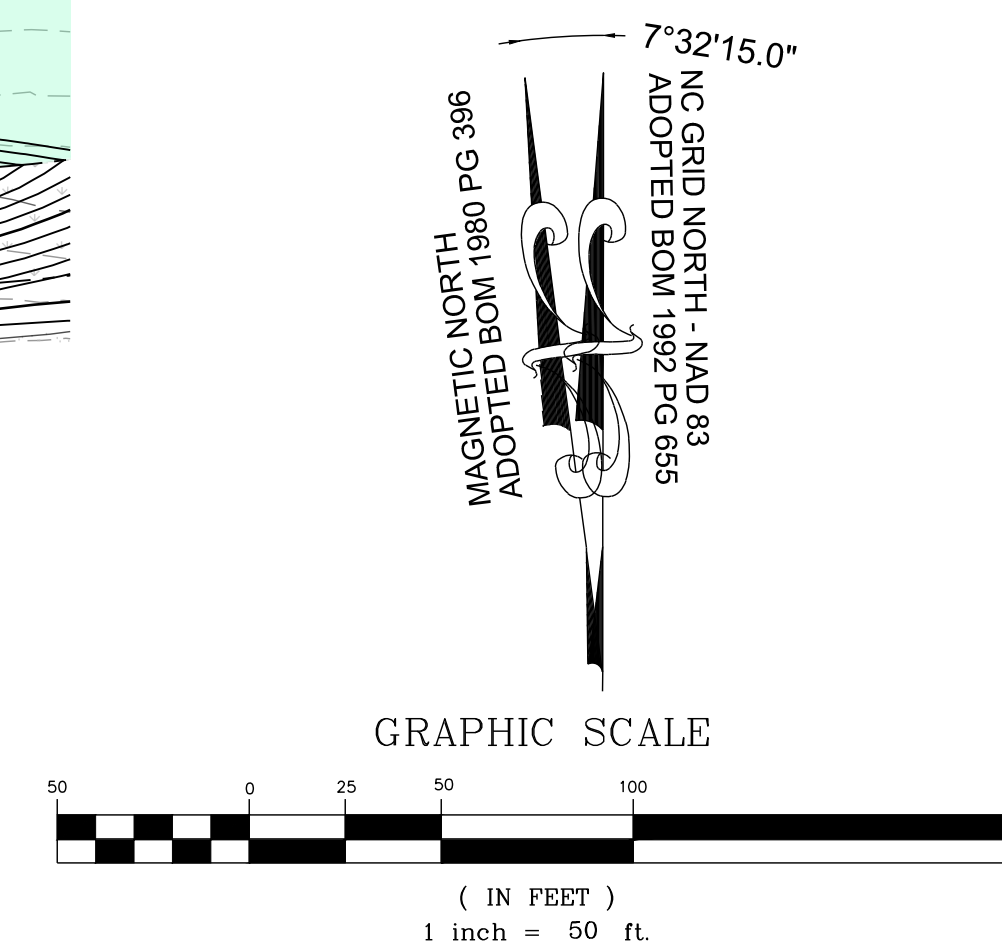 7°32'15.0"
MAGNETIC NORTH
ADOPTED BOM 1980 PG 396
NC GRID NORTH - NAD 83
ADOPTED BOM 1992 PG 655
GRAPHIC SCALE
50 0 25 50 100
( IN FEET )
1 inch = 50 ft.